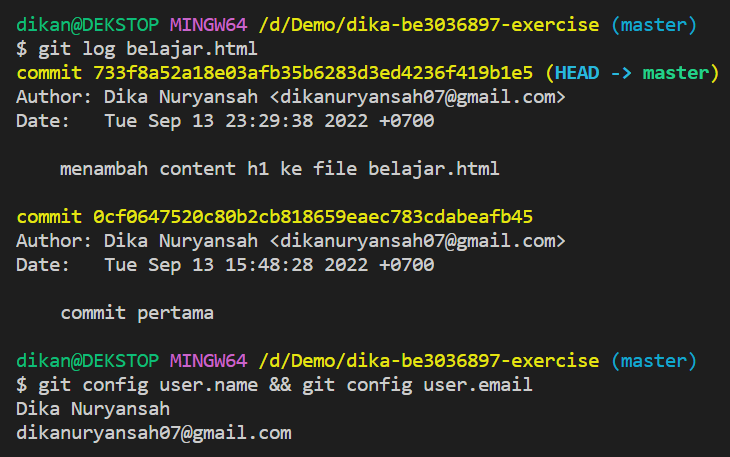 dikan@DEKSTOP MINGW64 /d/Demo/dika-be3036897-exercise (master)
$ git log belajar.html
commit 733f8a52a18e03afb35b6283d3ed4236f419b1e5 (HEAD -> master)
Author: Dika Nuryansah <dikanuryansah07@gmail.com>
Date:   Tue Sep 13 23:29:38 2022 +0700

    menambah content h1 ke file belajar.html

commit 0cf0647520c80b2cb818659eaec783cdabeafb45
Author: Dika Nuryansah <dikanuryansah07@gmail.com>
Date:   Tue Sep 13 15:48:28 2022 +0700

    commit pertama

dikan@DEKSTOP MINGW64 /d/Demo/dika-be3036897-exercise (master)
$ git config user.name && git config user.email
Dika Nuryansah
dikanuryansah07@gmail.com